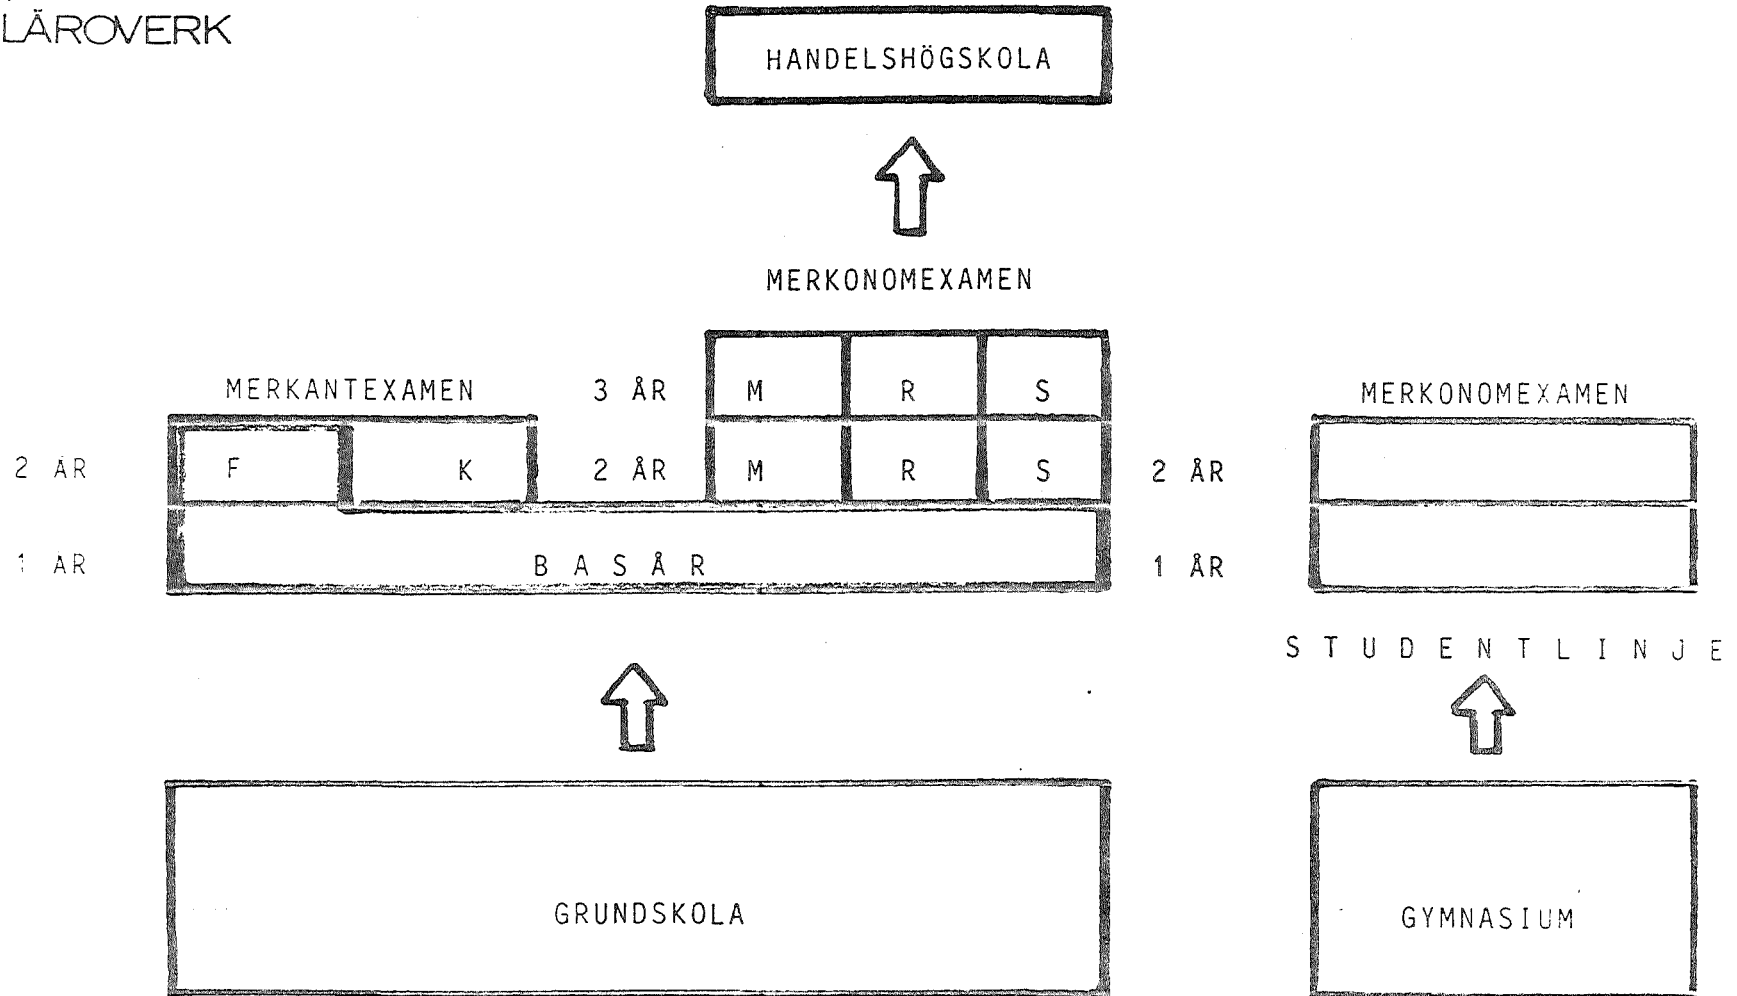 LÄROVERK
HANDELSHÖGSKOLA
MERKONOMEXAMEN
MERKANTEXAMEN 3 ÅR M R S MERKONOMEXAMEN
2 ÅR F K 2 ÅR M R S 2 ÅR
1 ÅR B A S Å R 1 ÅR
S T U D E N T L I N J E
GRUNDSKOLA GYMNASIUM